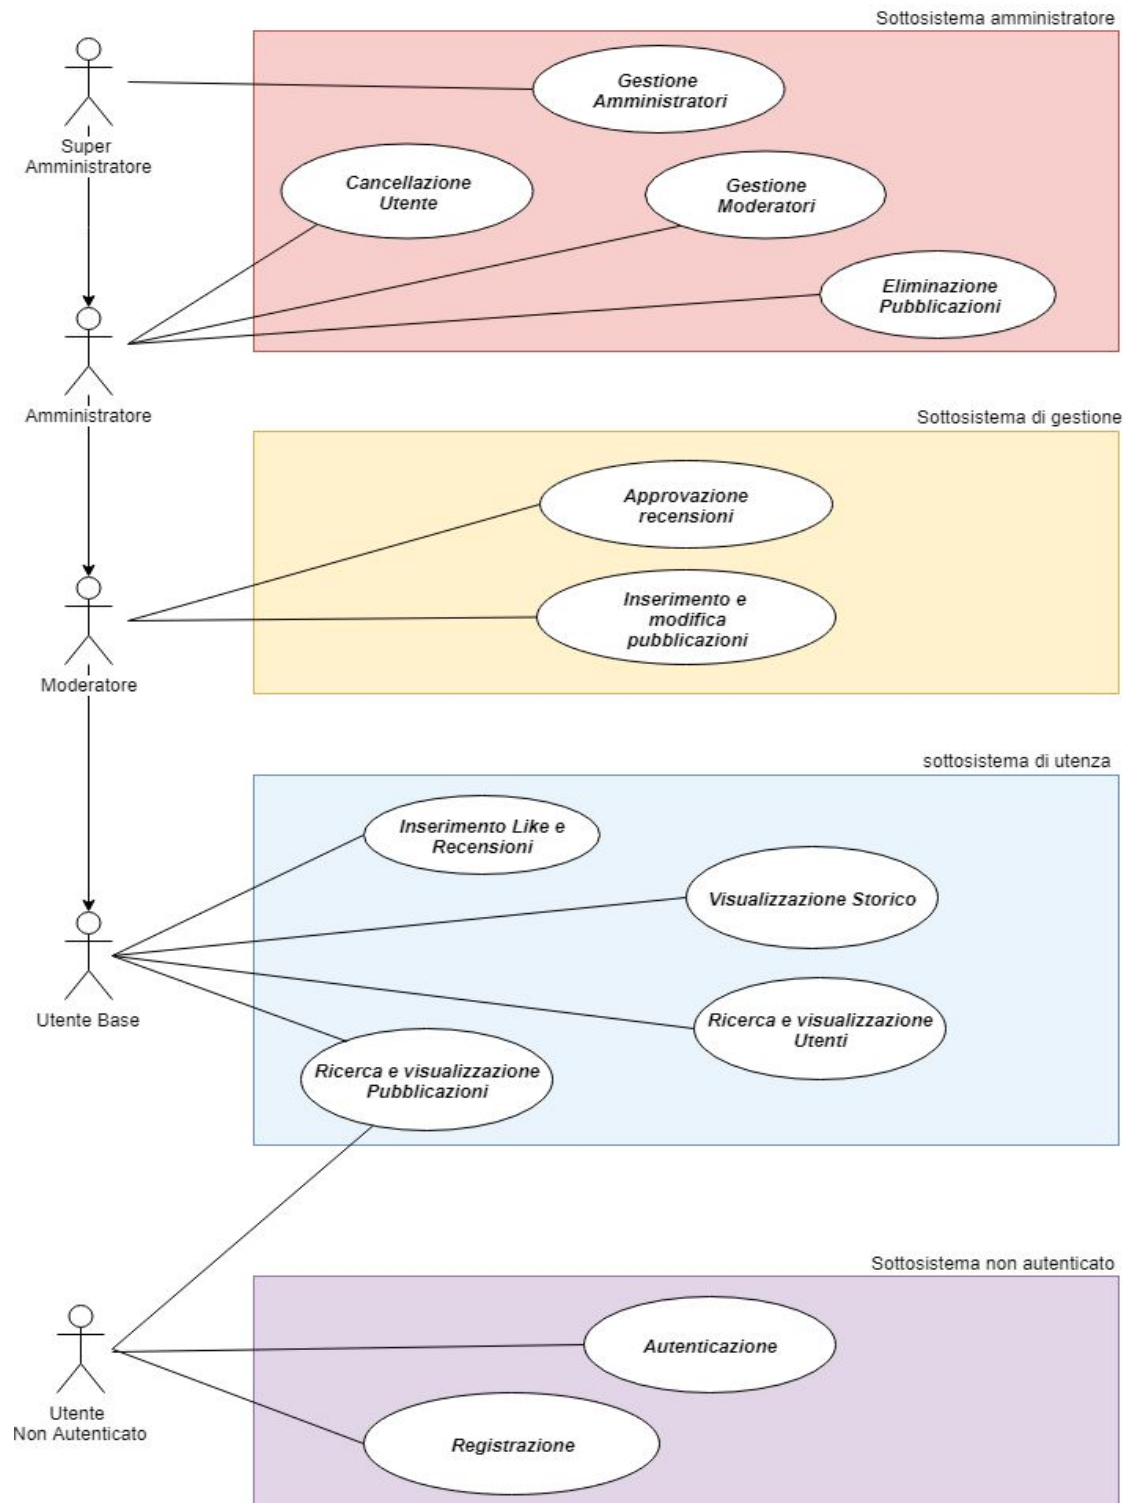 Sottosistema amministratore
Gestione
Amministratori
Super
Amministratore
Cancellazione
Utente
Gestione
Moderatori
Eliminazione
Pubblicazioni
Amministratore
Sottosistema di gestione
Approvazione
recensioni
Inserimento e
modifica
pubblicazioni
Moderatore
sottosistema di utenza
Inserimento Like e
Recensioni
Visualizzazione Storico
Utente Base
Ricerca e visualizzazione
Utenti
Ricerca e visualizzazione
Pubblicazioni
Sottosistema non autenticato
Autenticazione
Utente
Non Autenticato
Registrazione